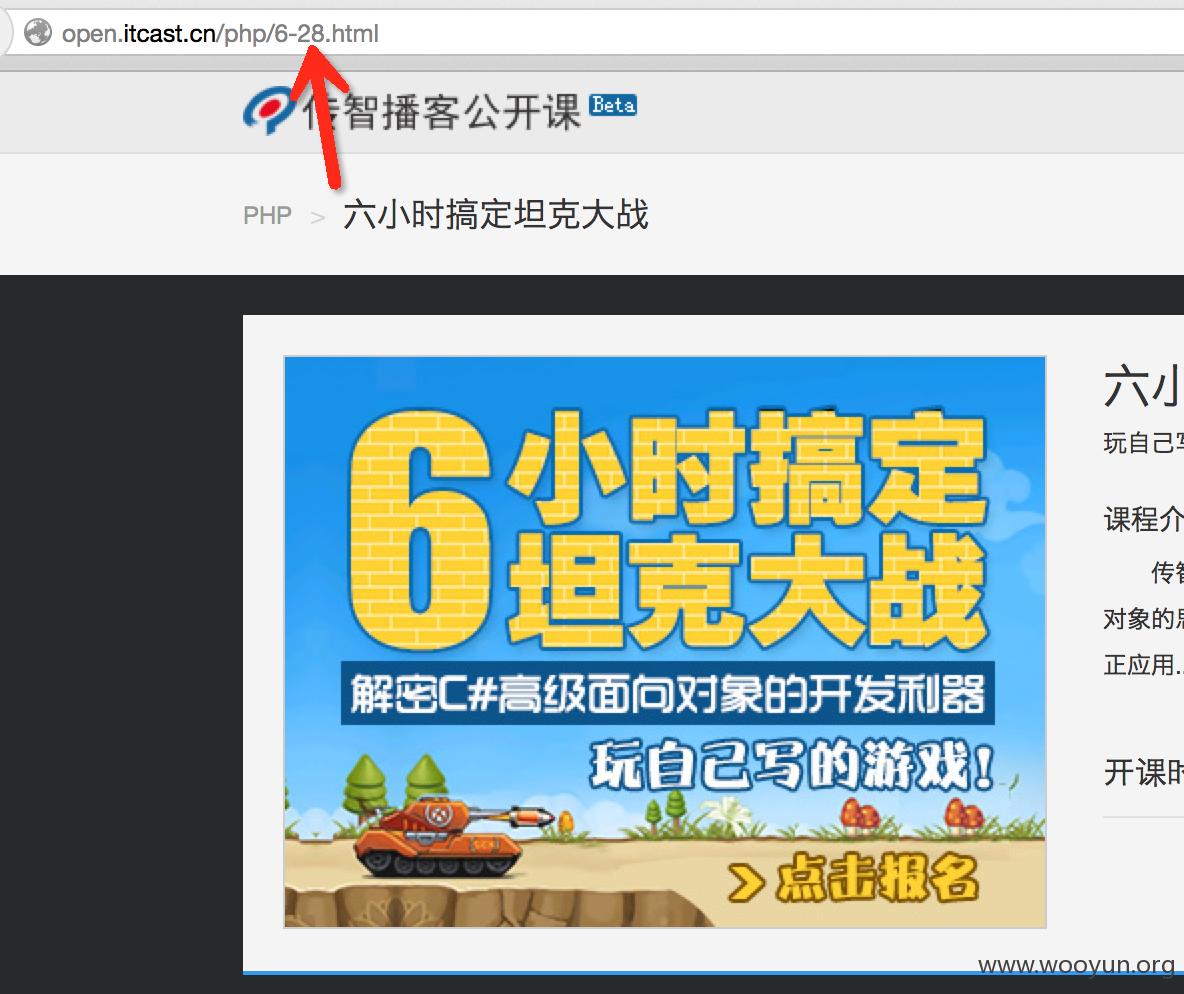 open.itcast.cn/php/6-28.html
传智播客公开课 Beta
PHP > 六小时搞定坦克大战
6小时搞定
坦克大战
解密C#高级面向对象的开发利器
玩自己写的游戏!
点击报名
六小
玩自己写
课程介
传智
对象的思
正应用..
开课时
www.wooyun.org